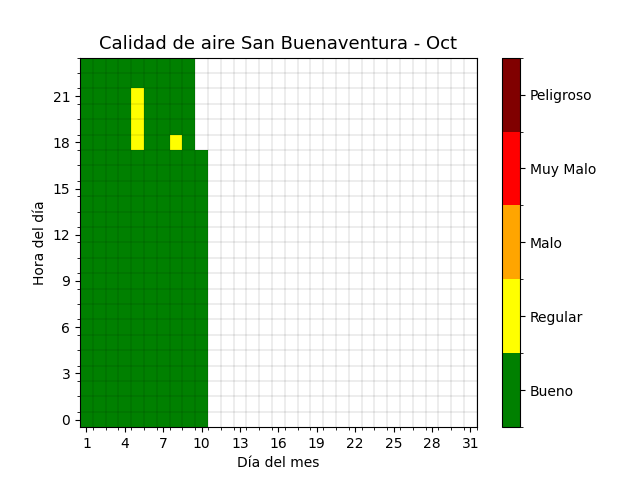 Calidad de aire San Buenaventura - Oct
Hora del día
21
18
15
12
9
6
3
0
1 4 7 10 13 16 19 22 25 28 31
Día del mes
Peligroso
Muy Malo
Malo
Regular
Bueno